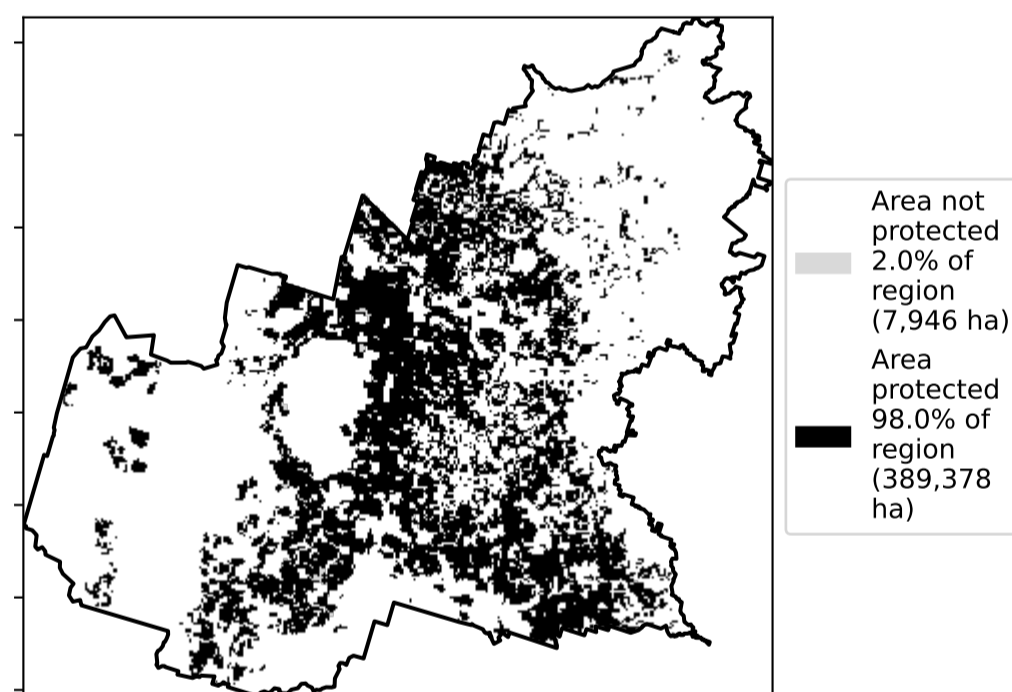 Area not
protected
2.0% of
region
(7,946 ha)
Area
protected
98.0% of
region
(389,378
ha)